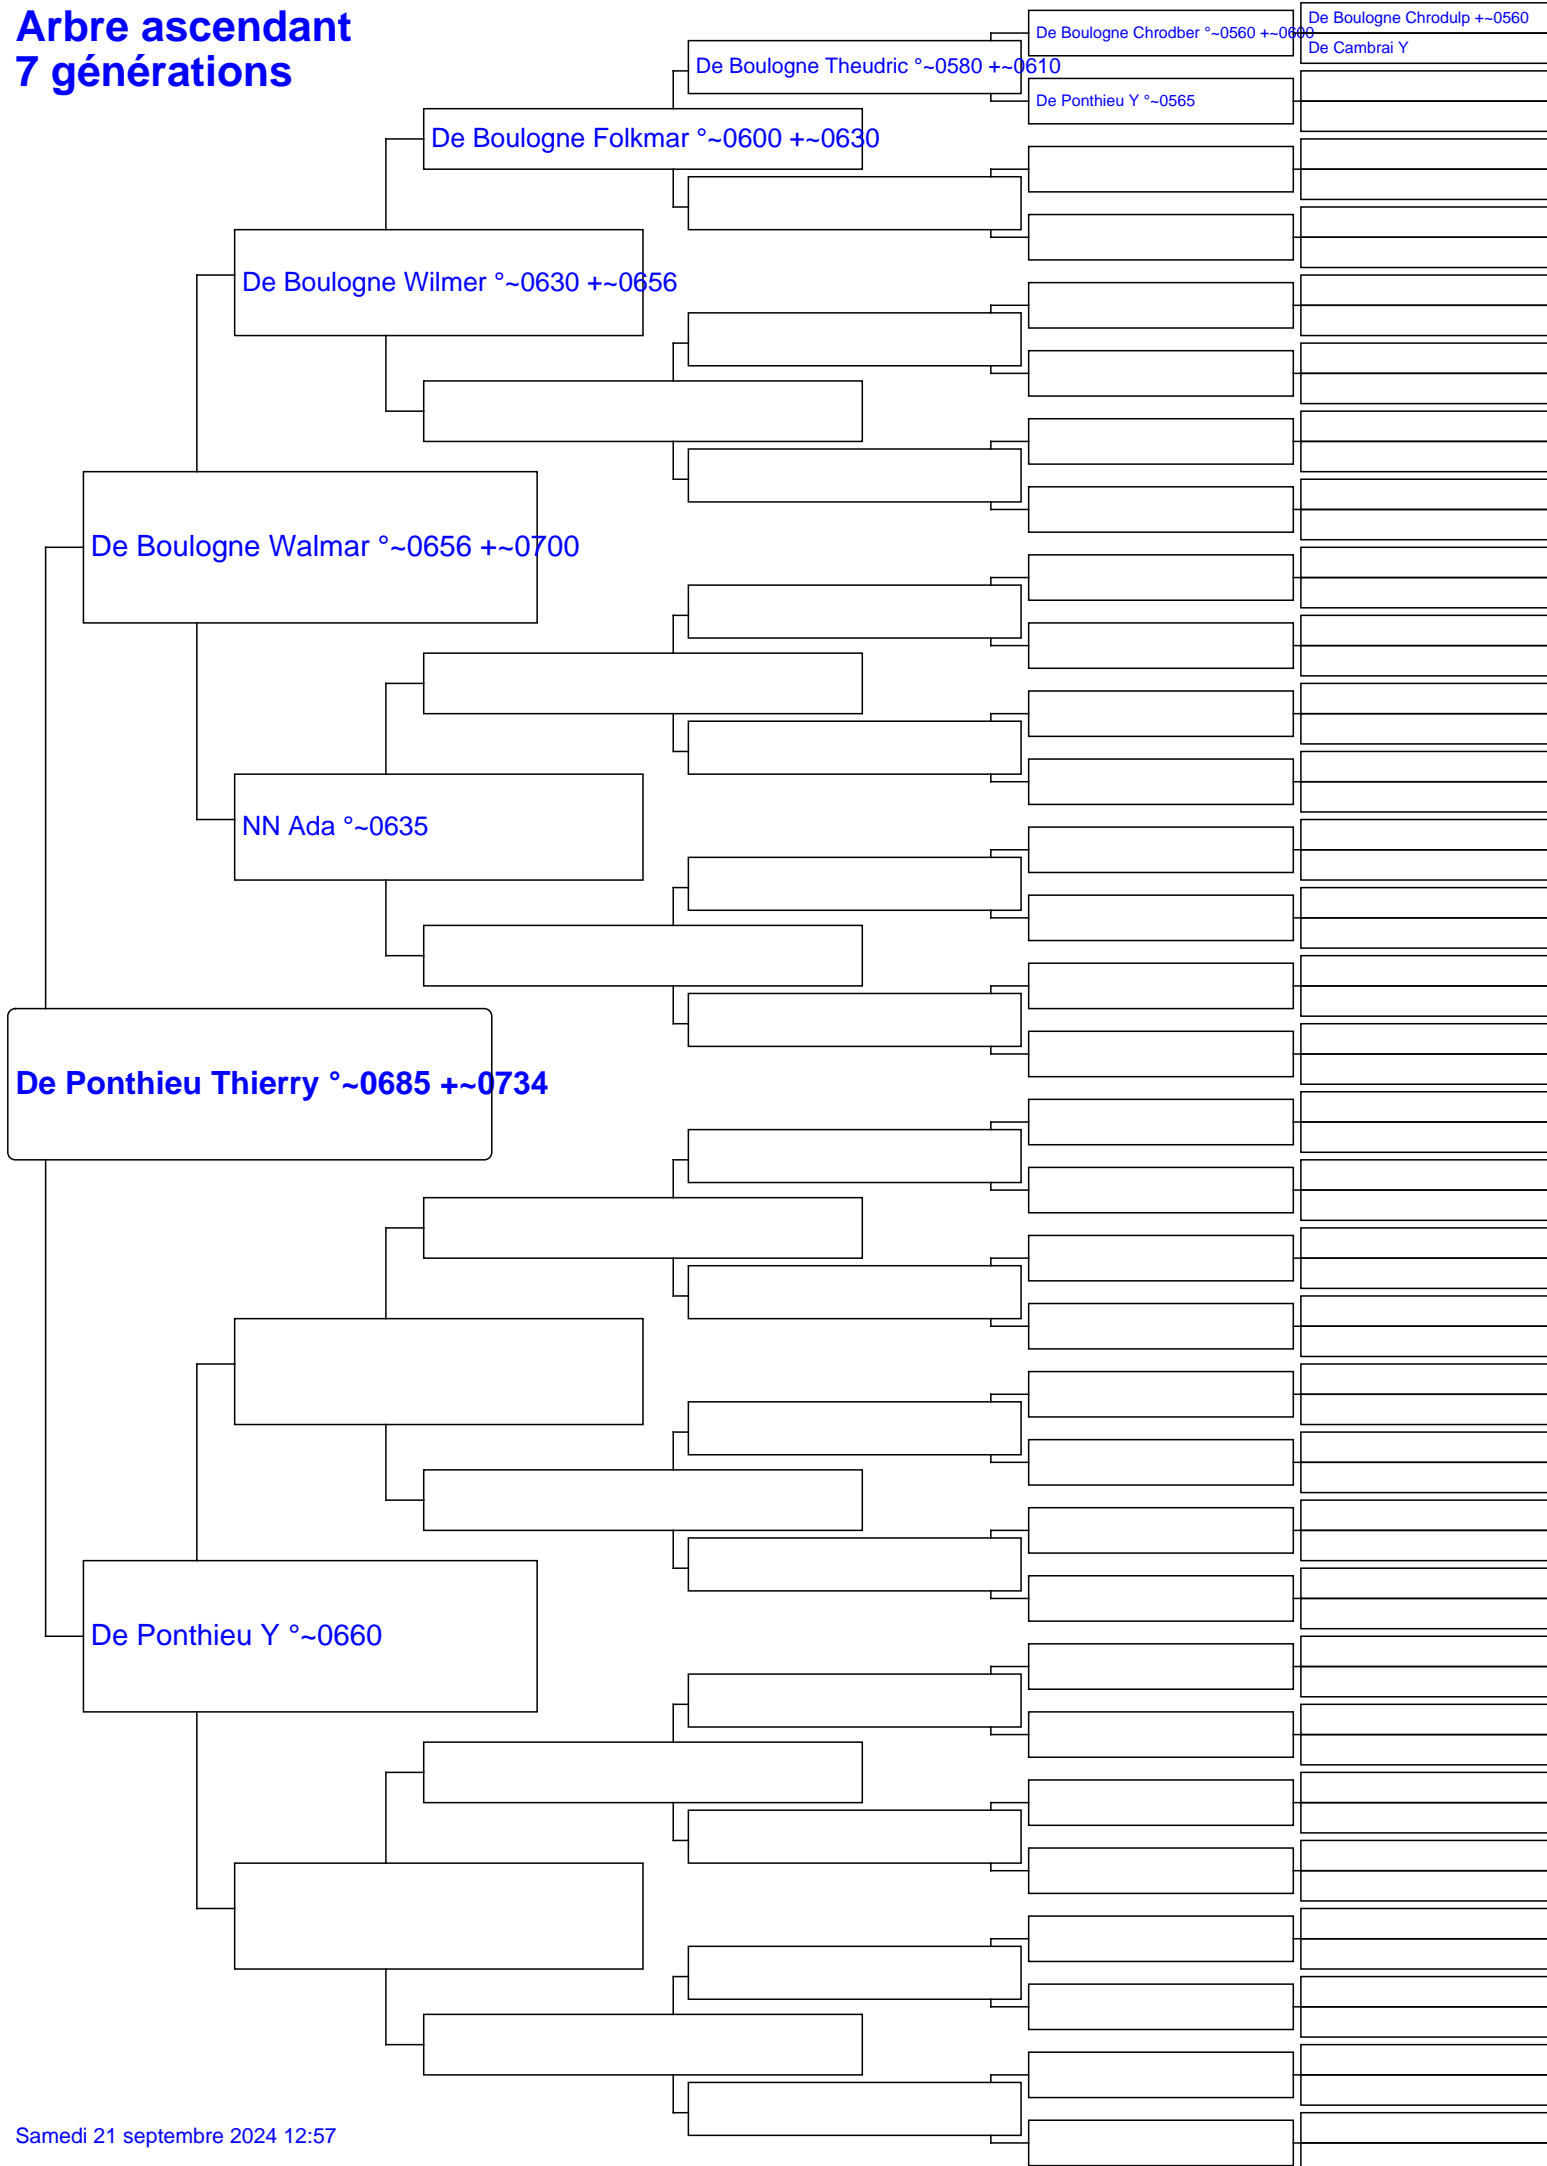 Arbre ascendant
7 générations
De Boulogne Chrodulp +~0560
De Boulogne Chrodber °~0560 +~0600
De Cambrai Y
De Boulogne Theudric °~0580 +~0610
De Ponthieu Y °~0565
De Boulogne Folkmar °~0600 +~0630
De Boulogne Wilmer °~0630 +~0656
De Boulogne Walmar °~0656 +~0700
NN Ada °~0635
De Ponthieu Thierry °~0685 +~0734
De Ponthieu Y °~0660
Samedi 21 septembre 2024 12:57